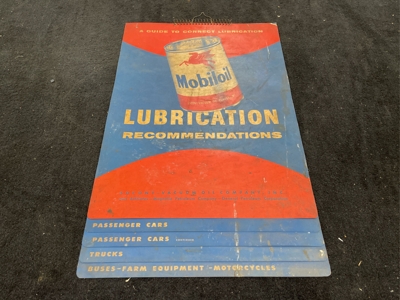 A GUIDE TO CORRECT LUBRICATION
Mobiloil
LUBRICATION
RECOMMENDATIONS
PASSENGER CARS
PASSENGER CARS
TRUCKS
BUSES-FARM EQUIPMENT-MOTORCYCLES